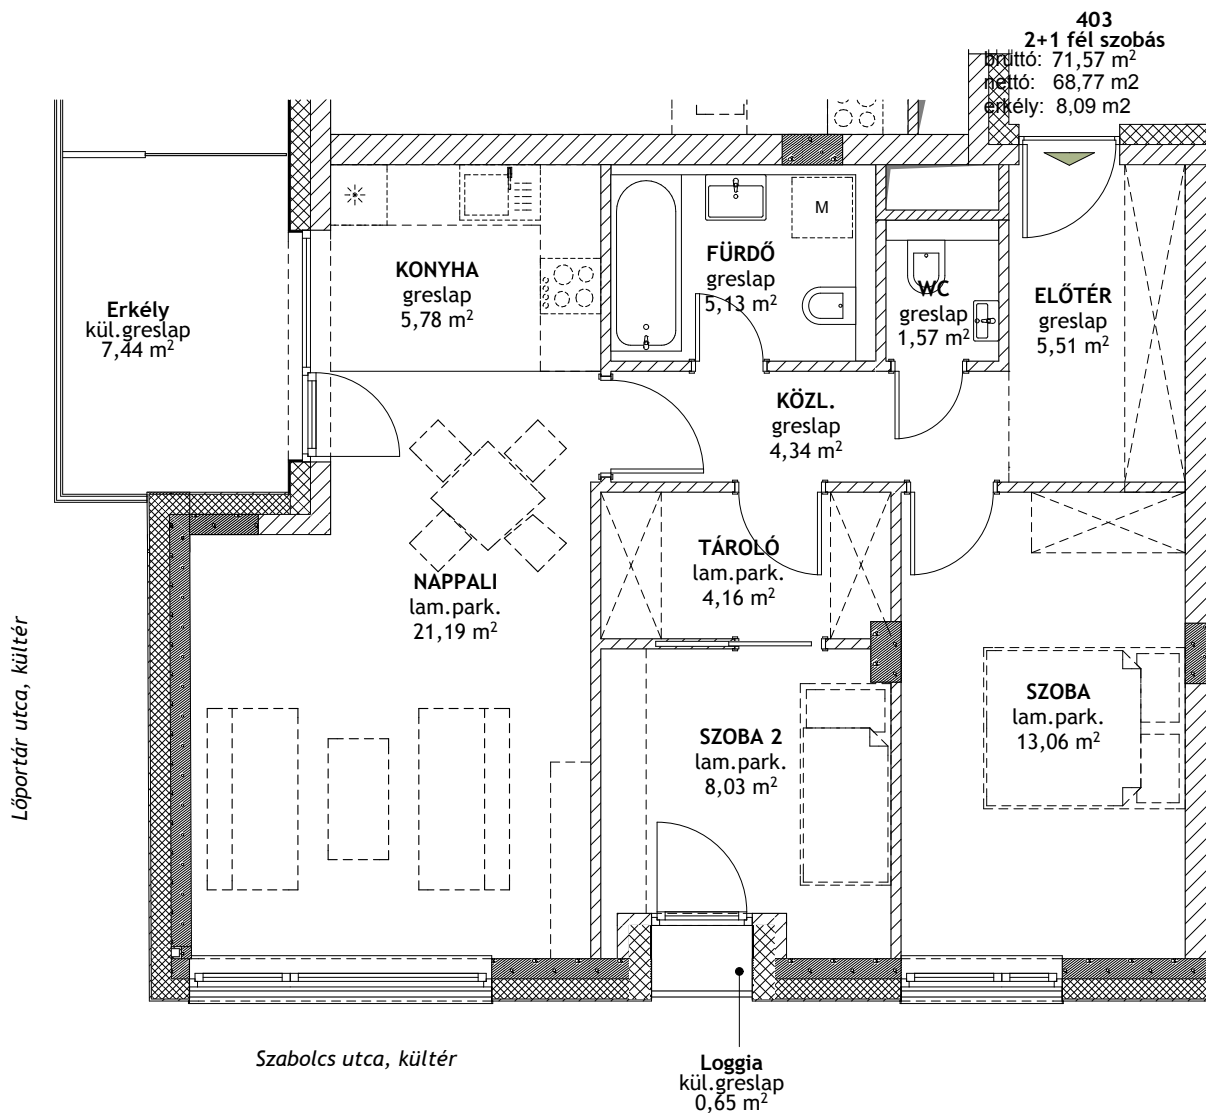 403
2+1 fél szobás
bruttó: 71,57 m²
nettó: 68,77 m2
erkély: 8,09 m2
M
KONYHA
greslap
5,78 m²
FÜRDŐ
greslap
5,13 m²
WC
greslap
1,57 m²
ELŐTÉR
greslap
5,51 m²
Erkély
kül.greslap
7,44 m²
KÖZL.
greslap
4,34 m²
NAPPALI
lam.park.
21,19 m²
TÁROLÓ
lam.park.
4,16 m²
SZOBA 2
lam.park.
8,03 m²
SZOBA
lam.park.
13,06 m²
Lőportár utca, kültér
Szabolcs utca, kültér
Loggia
kül.greslap
0,65 m²